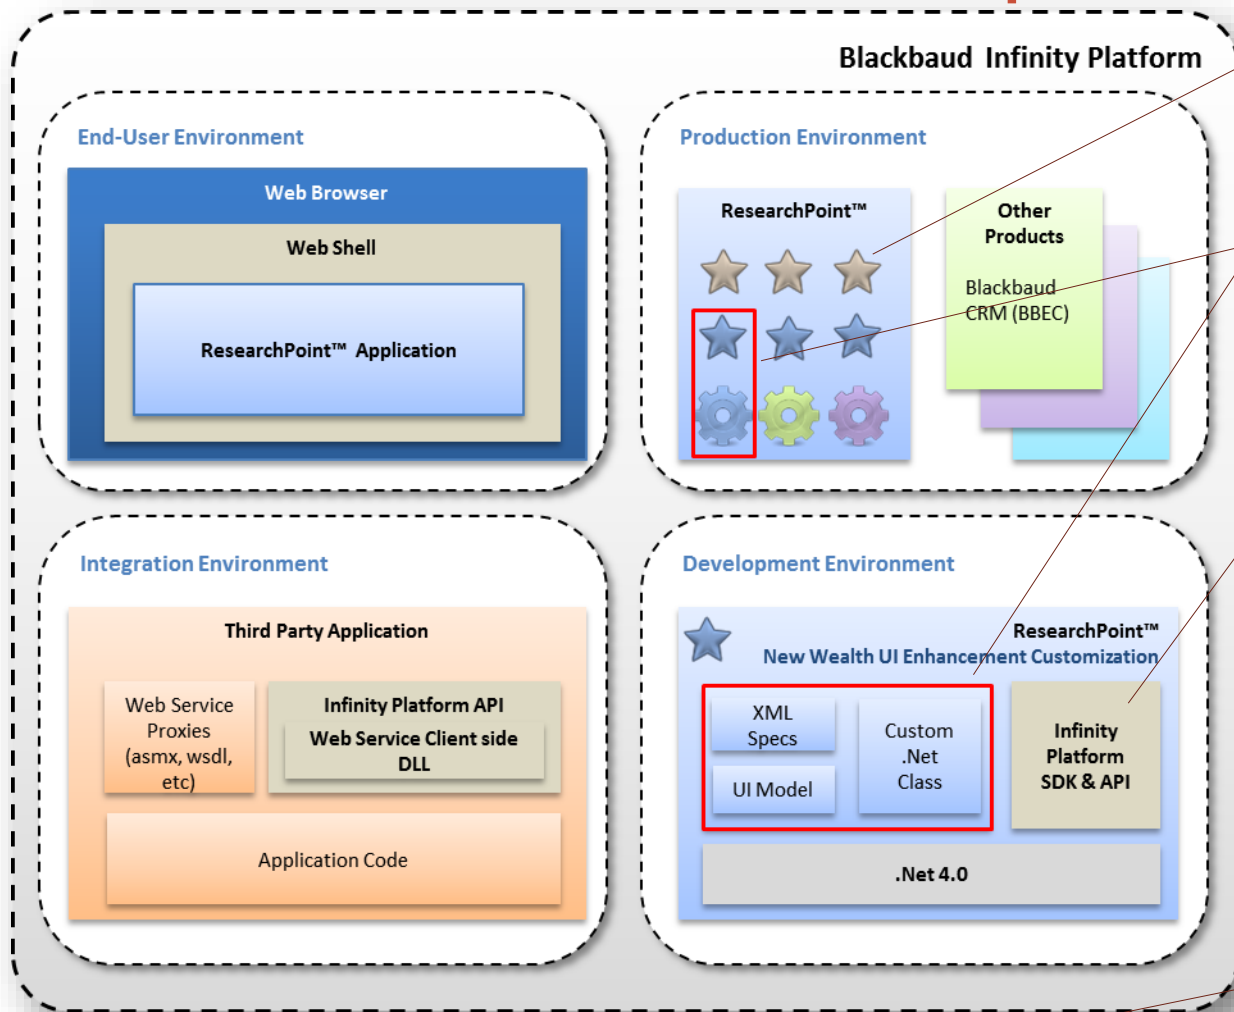 Blackbaud Infinity Platform
End-User Environment
Web Browser
Web Shell
ResearchPoint™ Application
Production Environment
ResearchPoint™
Other
Products
Blackbaud
CRM (BBEC)
Integration Environment
Third Party Application
Web Service
Proxies
(asmx, wsdl,
etc)
Infinity Platform API
Web Service Client side
DLL
Application Code
Development Environment
ResearchPoint™
New Wealth UI Enhancement Customization
XML
Specs
UI Model
Custom
.Net
Class
Infinity
Platform
SDK & API
.Net 4.0